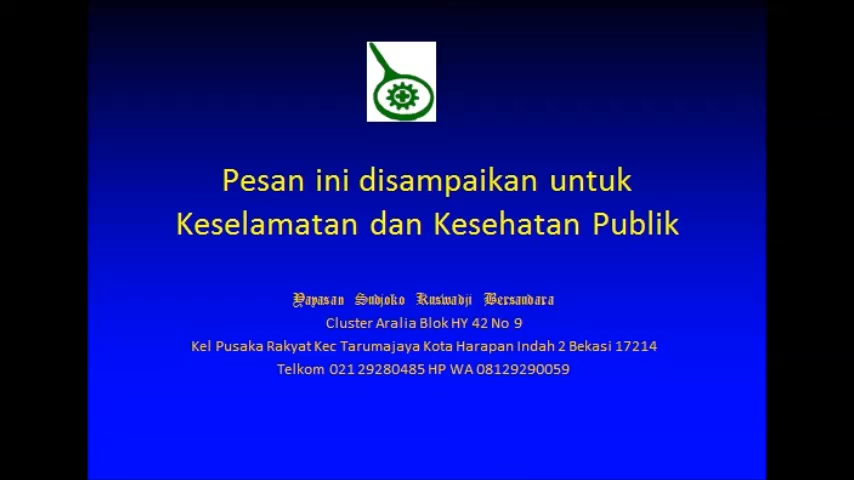 Pesan ini disampaikan untuk
Keselamatan dan Kesehatan Publik
Yayasan Sudjoko Kuswadji Bersaudara
Cluster Aralia Blok HY 42 No 9
Kel Pusaka Rakyat Kec Tarumajaya Kota Harapan Indah 2 Bekasi 17214
Telkom 021 29280485 HP WA 08129290059